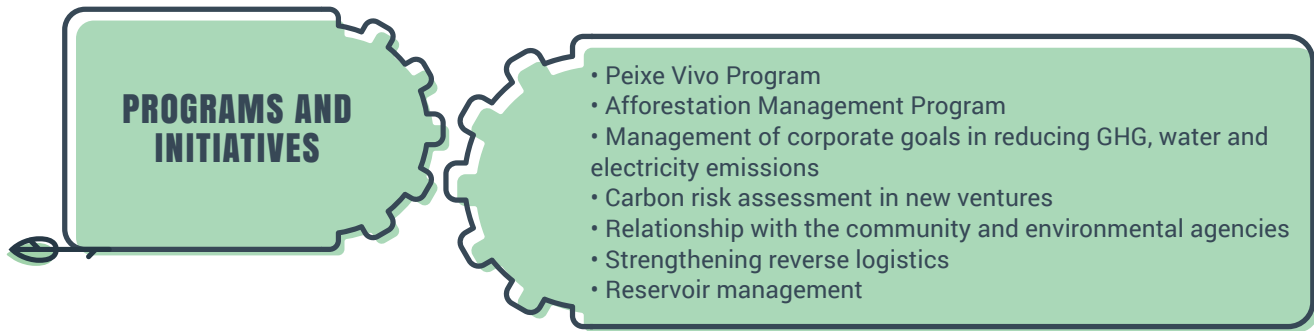 PROGRAMS AND
INITIATIVES
• Peixe Vivo Program
• Afforestation Management Program
• Management of corporate goals in reducing GHG, water and
electricity emissions
• Carbon risk assessment in new ventures
• Relationship with the community and environmental agencies
• Strengthening reverse logistics
• Reservoir management